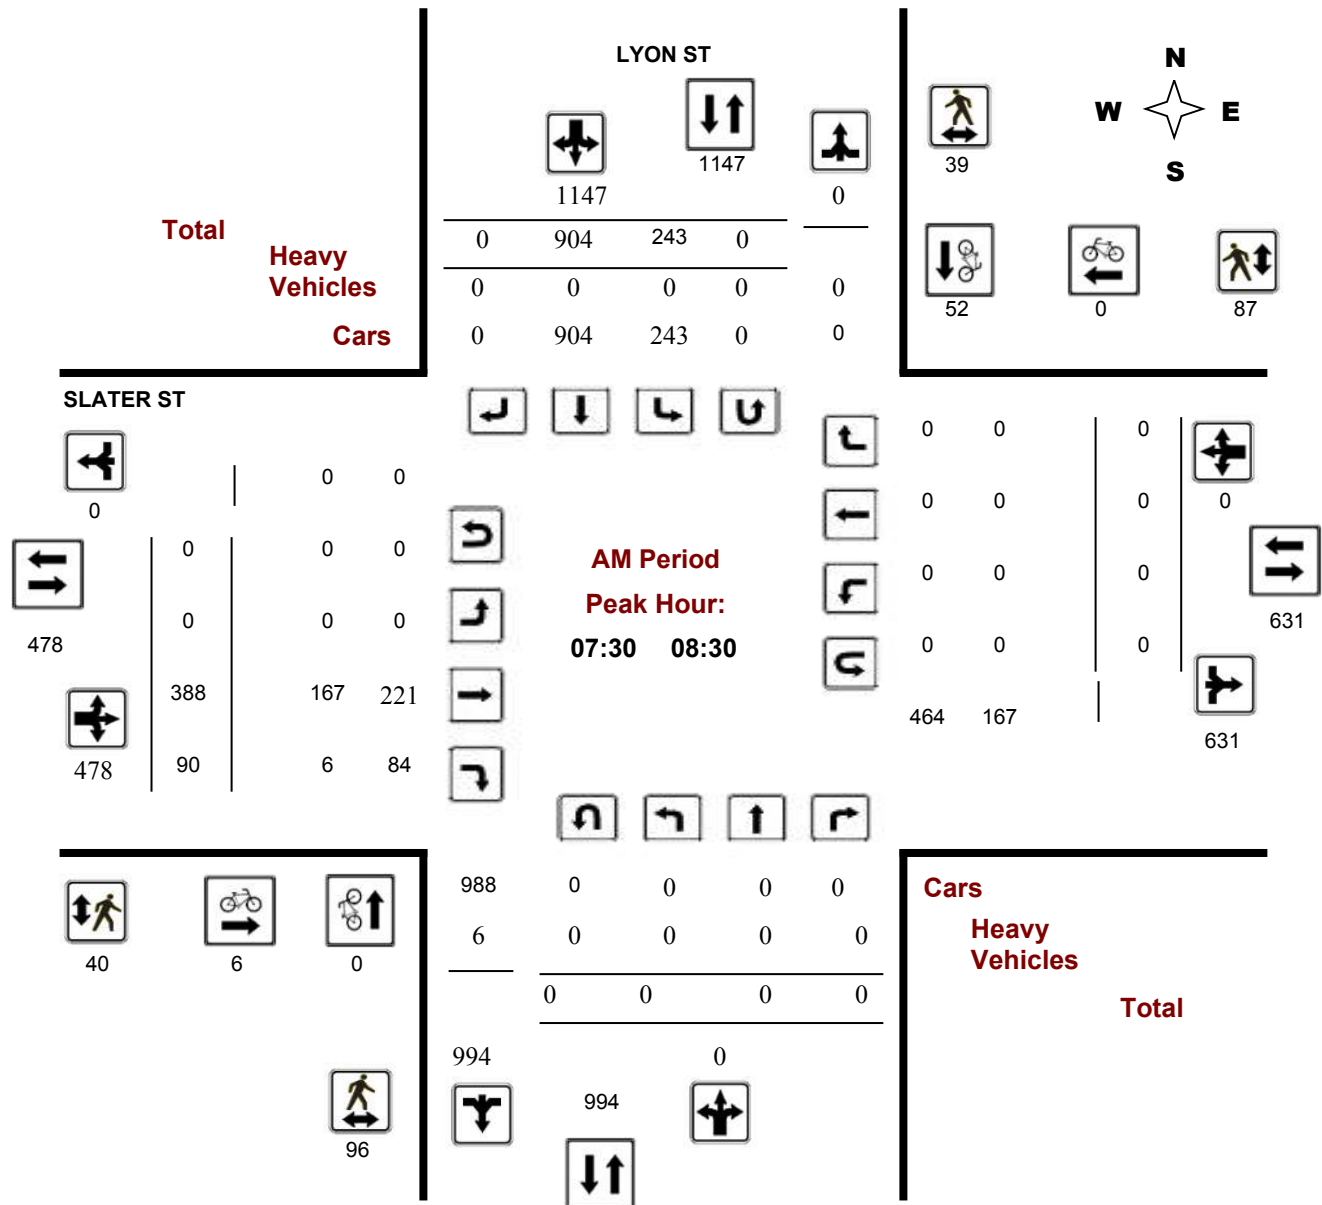 LYON ST
N
W E
S
1147
1147 0
39
Total 0 904 243 0
Heavy
Vehicles 0 0 0 0 0
Cars 0 904 243 0 0
52 0 87
SLATER ST
0 0 0
0 0
0
0 0 0 0
0 0 0
0 0 0
AM Period
Peak Hour:
07:30 08:30
0 0 0
0 0 0
478
631
0 0 0
388 167 221
464 167
631
478 90 6 84
988 0 0 0 0
Cars
6 0 0 0 0
Heavy
Vehicles
40 6 0
0 0 0 0
Total
994 0
994
96